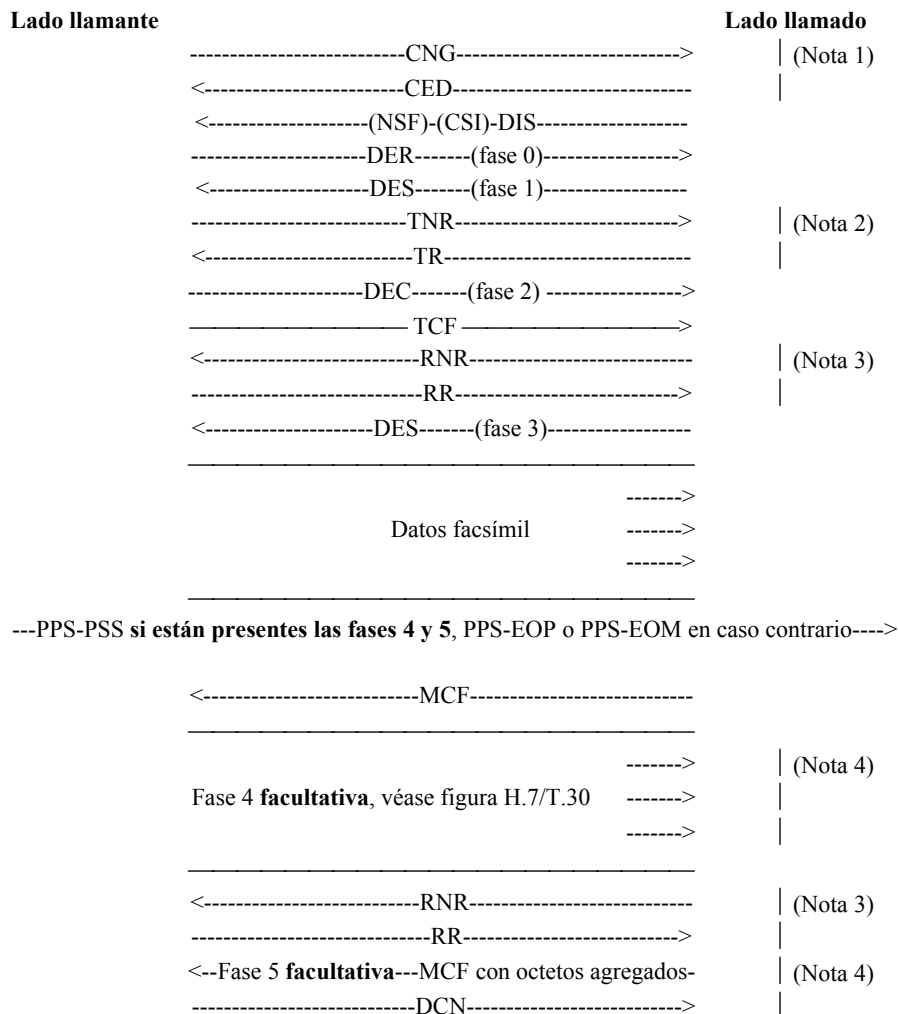 Lado llamante Lado llamado
---------------------------CNG----------------------------> | (Nota 1)
<-----------------------------CED------------------------------ |
<--------------------(NSF)-(CSI)-DIS-------------------
----------------------DER-------(fase 0)----------------->
<--------------------DES-------(fase 1)------------------
---------------------------TNR----------------------------> | (Nota 2)
<--------------------------TR------------------------------- |
----------------------DEC-------(fase 2) ----------------->
————————— TCF —————————>
<---------------------------RNR---------------------------- | (Nota 3)
-----------------------------RR----------------------------> |
<---------------------DES-------(fase 3)------------------
------->
Datos facsímil ------->
------->
---PPS-PSS si están presentes las fases 4 y 5, PPS-EOP o PPS-EOM en caso contrario---->
<---------------------------MCF----------------------------
-------> | (Nota 4)
Fase 4 facultativa, véase figura H.7/T.30 -------> |
-------> |
<---------------------------RNR---------------------------- | (Nota 3)
------------------------------RR---------------------------> |
<--Fase 5 facultativa---MCF con octetos agregados- | (Nota 4)
----------------------------DCN---------------------------> |